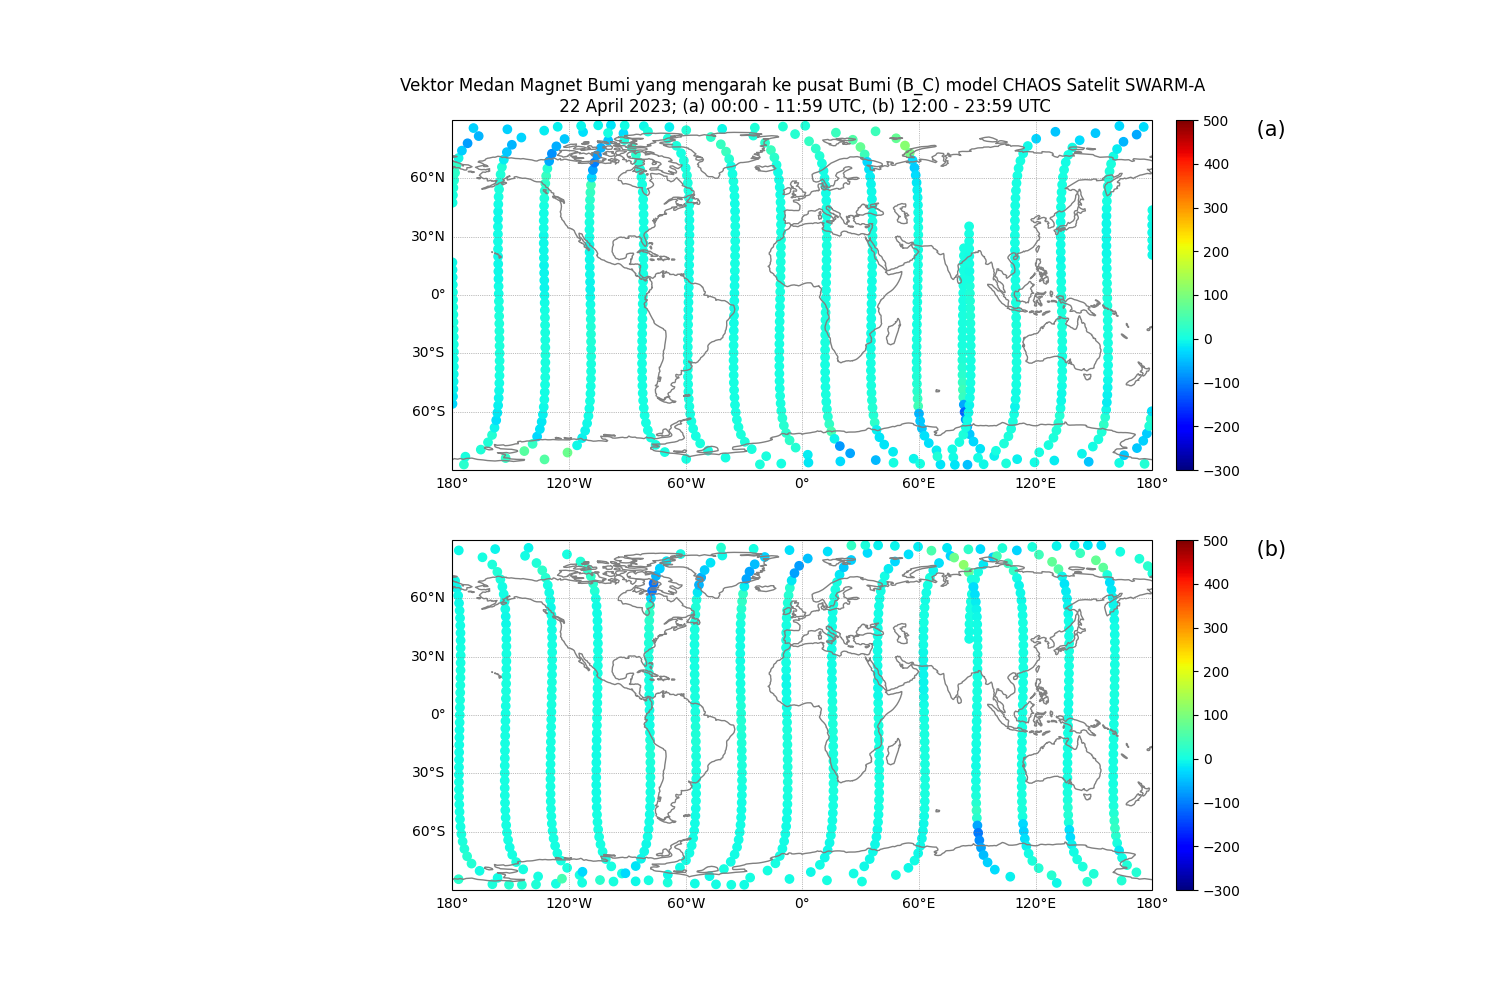 Vektor Medan Magnet Bumi yang mengarah ke pusat Bumi (B_C) model CHAOS Satelit SWARM-A
22 April 2023; (a) 00:00 - 11:59 UTC, (b) 12:00 - 23:59 UTC
(a)
60°N
30°N
0°
30°S
60°S
180° 120°W 60°W 0° 60°E 120°E 180°
500
400
300
200
100
0
−100
−200
−300
(b)
60°N
30°N
0°
30°S
60°S
180° 120°W 60°W 0° 60°E 120°E 180°
500
400
300
200
100
0
−100
−200
−300